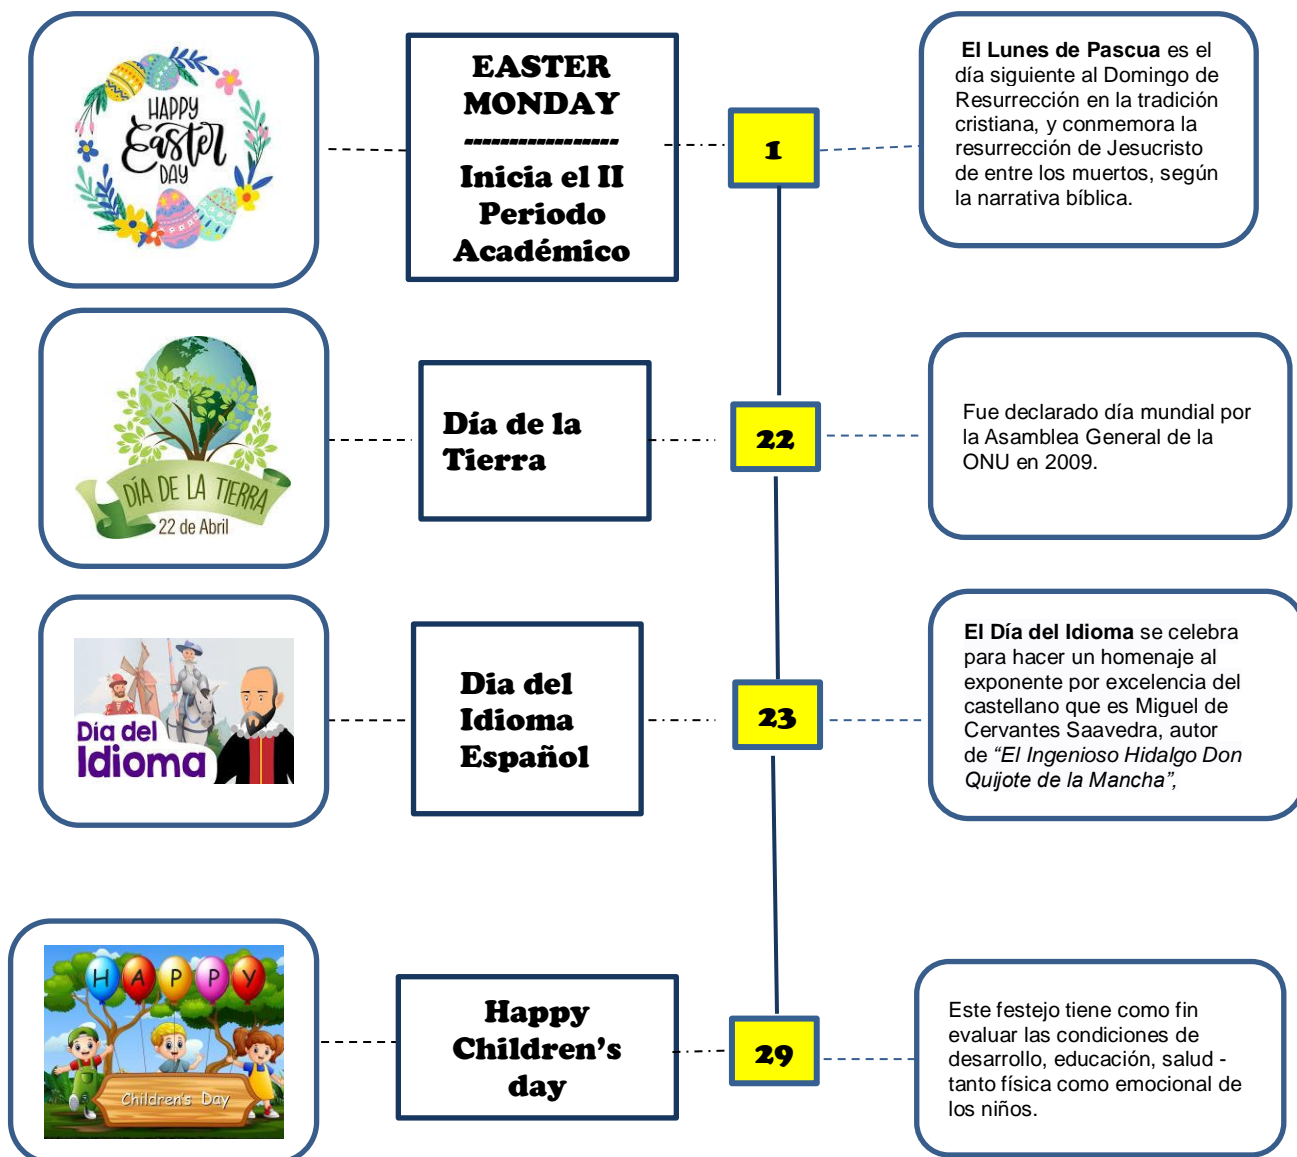 HAPPY
Easter
DAY
EASTER
MONDAY
-----------------
Inicia el II
Periodo
Académico
1
El Lunes de Pascua es el
día siguiente al Domingo de
Resurrección en la tradición
cristiana, y conmemora la
resurrección de Jesucristo
de entre los muertos, según
la narrativa bíblica.
DÍA DE LA TIERRA
22 de Abril
Día de la
Tierra
22
Fue declarado día mundial por
la Asamblea General de la
ONU en 2009.
Día del
Idioma
Dia del
Idioma
Español
23
El Día del Idioma se celebra
para hacer un homenaje al
exponente por excelencia del
castellano que es Miguel de
Cervantes Saavedra, autor
de “El Ingenioso Hidalgo Don
Quijote de la Mancha”,
HAPPY
Children's Day
Happy
Children’s
day
29
Este festejo tiene como fin
evaluar las condiciones de
desarrollo, educación, salud -
tanto física como emocional de
los niños.